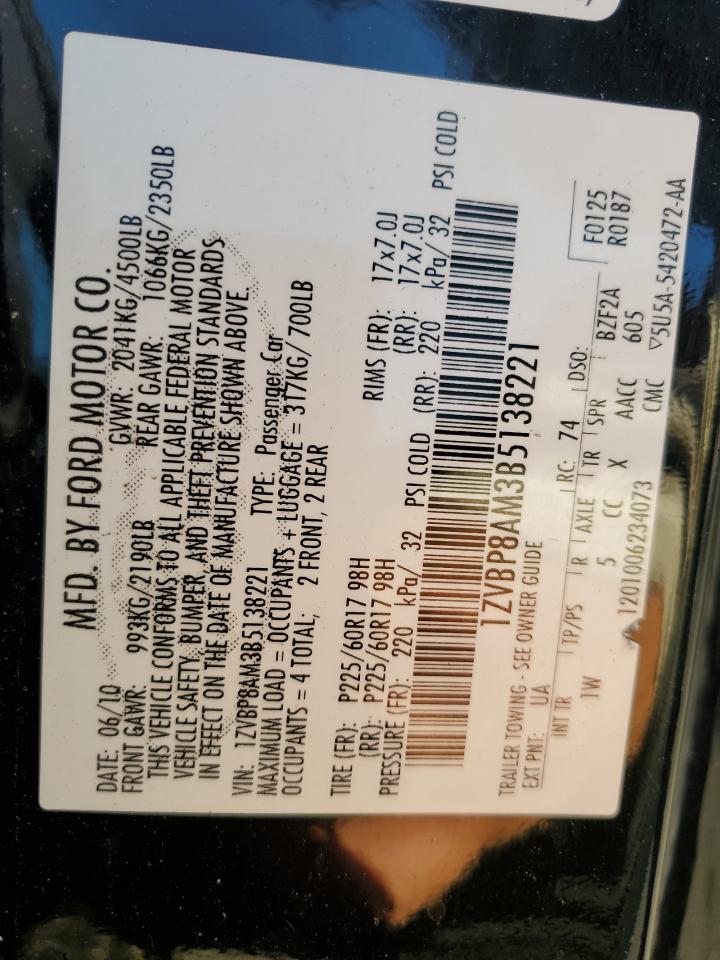 MFD. BY FORD MOTOR CO.
DATE: 06/10 GVWR: 2041KG/4500LB
FRONT GAWR: 993KG/2190LB REAR GAWR: 1066KG/2350LB
THIS VEHICLE CONFORMS TO ALL APPLICABLE FEDERAL MOTOR
VEHICLE SAFETY, BUMPER, AND THEFT PREVENTION STANDARDS
IN EFFECT ON THE DATE OF MANUFACTURE SHOWN ABOVE.
VIN: 1ZVBP8AM3B5138221 TYPE: Passenger Car
MAXIMUM LOAD = OCCUPANTS + LUGGAGE = 317KG/700LB
OCCUPANTS = 4 TOTAL; 2 FRONT, 2 REAR
TIRE (FR): P225/60R17 98H RIMS (FR): 17x7.0J
(RR): P225/60R17 98H (RR): 17x7.0J
PRESSURE (FR): 220 kPa/ 32 PSI COLD (RR): 220 kPa/ 32 PSI COLD
1ZVBP8AM3B5138221
TRAILER TOWING - SEE OWNER GUIDE
EXT PNT: UA RC: 74 DSO: F0125
R0187
INT TR TP/PS R AXLE TR SPR BZF2A
1W 5 CC X AACC 605
1201006234073 CMC ▽5U5A-5420472-AA